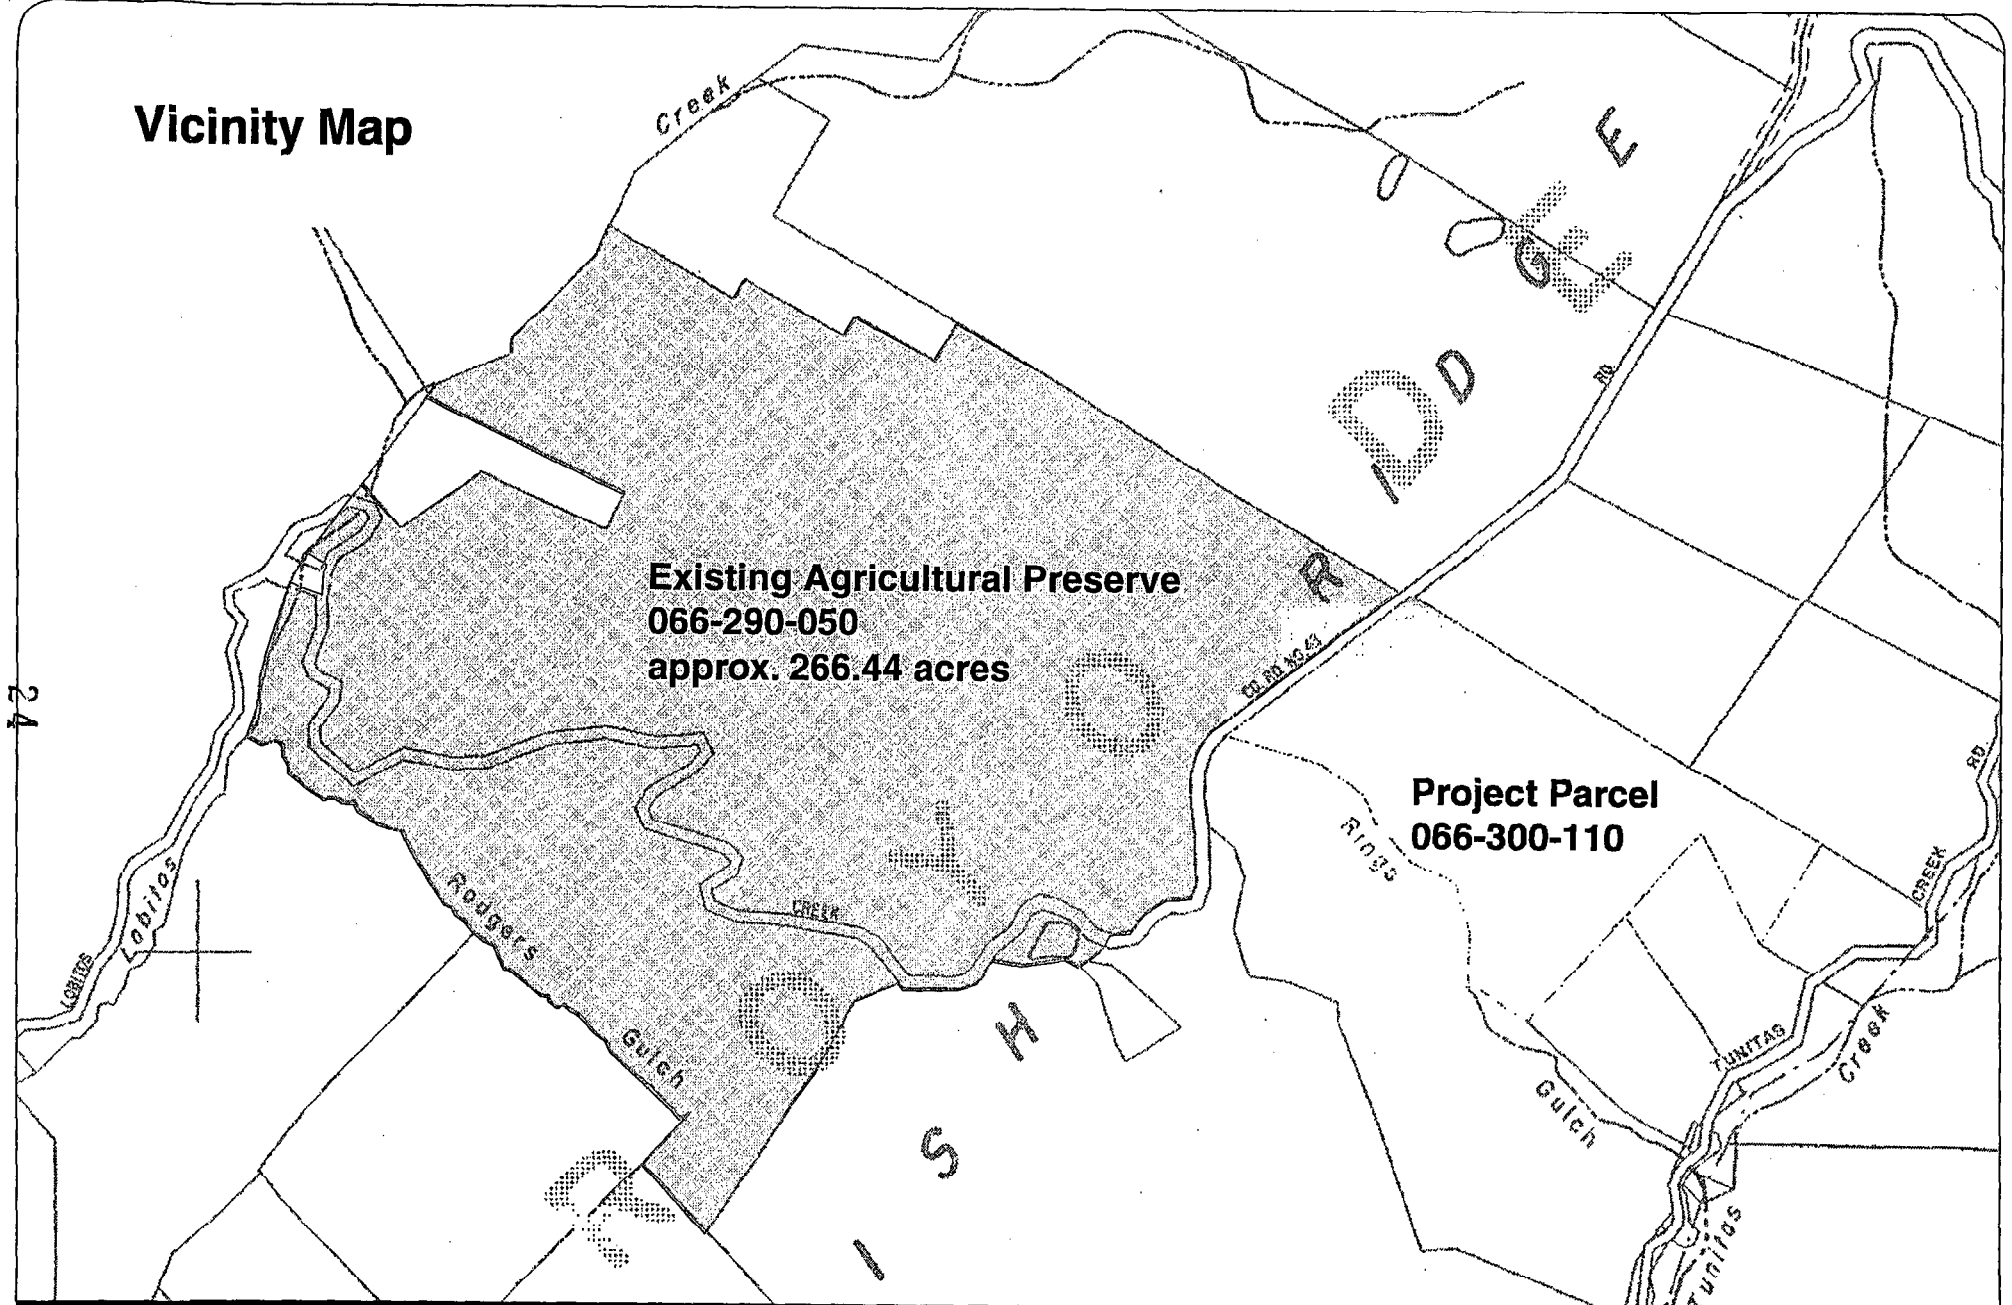 Vicinity Map
Creek
E
G
D
I
R
RD
D
Existing Agricultural Preserve
066-290-050
approx. 266.44 acres
CO. RD. NO. 43
O
24
Project Parcel
066-300-110
Rings
Gulch
RD
CREEK
TUNITAS
Creek
Tunitas
Lobitos
LOBITOS
CREEK
Rodgers
Gulch
O
H
S
I
R